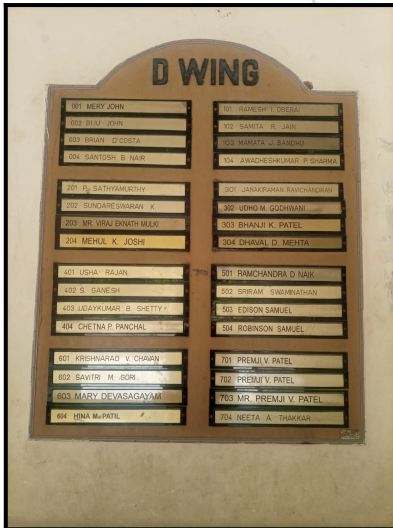 D WING
001 MERY JOHN
002 BIJU JOHN
003 BRIAN D'COSTA
004 SANTOSH B NAIR
101. RAMESH I. OBERAI
102 SAMITA R. JAIN
103 MAMATA J. BANDHU
104 AWADHESHKUMAR P. SHARMA
201 P. SATHYAMURTHY
202 SUNDARESWARAN K.
203 MR. VIRAJ EKNATH MULKI
204 MEHUL K. JOSHI
301 JANAKIRAMAN RAMCHANDRAN
302 UDHO M. GODHWANI
303 BHANJI K. PATEL
304 DHAVAL D. MEHTA
401 USHA RAJAN
402 S. GANESH
403 UDAYKUMAR B. SHETTY
404 CHETNA P. PANCHAL
501 RAMCHANDRA D NAIK
502 SRIRAM SWAMINATHAN
503 EDISON SAMUEL
504 ROBINSON SAMUEL
601 KRISHNARAO V. CHAVAN
602 SAVITRI M. GORI
603 MARY DEVASAGAYAM
604 HINA M. PATIL
701 PREMJI V. PATEL
702 PREMJI V. PATEL
703 MR. PREMJI V. PATEL
704 NEETA A THAKKAR